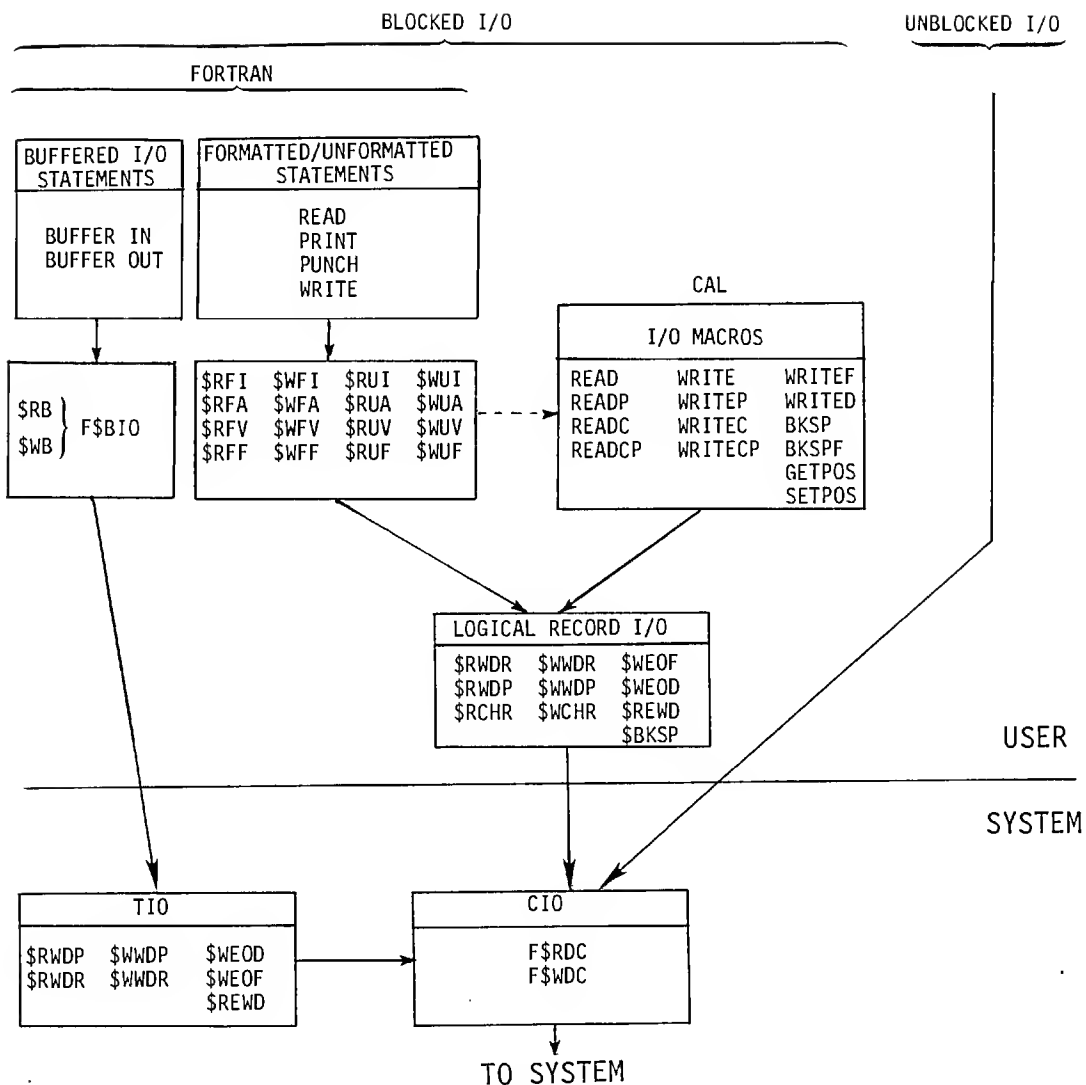 BLOCKED I/O
UNBLOCKED I/O
FORTRAN
BUFFERED I/O
STATEMENTS
BUFFER IN
BUFFER OUT
FORMATTED/UNFORMATTED
STATEMENTS
READ
PRINT
PUNCH
WRITE
$RB
$WB
F$BIO
$RFI $WFI $RUI $WUI
$RFA $WFA $RUA $WUA
$RFV $WFV $RUV $WUV
$RFF $WFF $RUF $WUF
CAL
I/O MACROS
READ WRITE WRITEF
READP WRITEP WRITED
READC WRITEC BKSP
READCP WRITECP BKSPF
GETPOS
SETPOS
LOGICAL RECORD I/O
$RWDR $WWDR $WEOF
$RWDP $WWDP $WEOD
$RCHR $WCHR $REWD
$BKSP
USER
SYSTEM
TIO
$RWDP $WWDP $WEOD
$RWDR $WWDR $WEOF
$REWD
CIO
F$RDC
F$WDC
TO SYSTEM